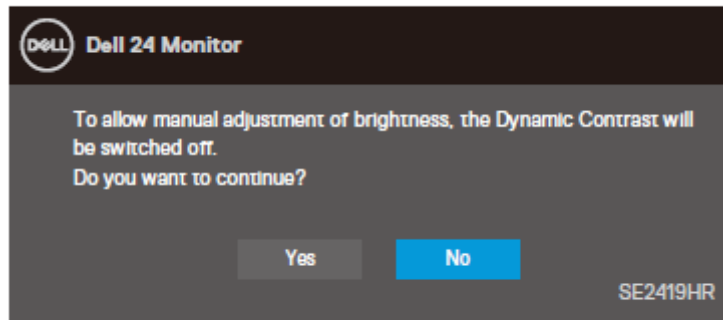 DELL Dell 24 Monitor
To allow manual adjustment of brightness, the Dynamic Contrast will
be switched off.
Do you want to continue?
Yes No
SE2419HR